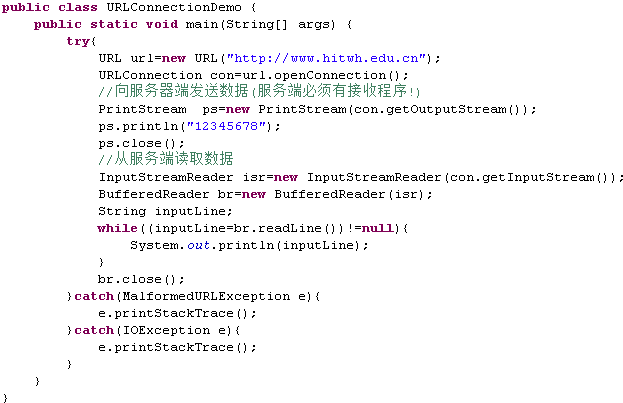 public class URLConnectionDemo {
    public static void main(String[] args) {
        try{
            URL url=new URL("http://www.hitwh.edu.cn");
            URLConnection con=url.openConnection();
            //向服务器端发送数据(服务端必须有接收程序!)
            PrintStream  ps=new PrintStream(con.getOutputStream());
            ps.println("12345678");
            ps.close();
            //从服务端读取数据
            InputStreamReader isr=new InputStreamReader(con.getInputStream());
            BufferedReader br=new BufferedReader(isr);
            String inputLine;
            while((inputLine=br.readLine())!=null){
                System.out.println(inputLine);
            }
            br.close();
        }catch(MalformedURLException e){
            e.printStackTrace();
        }catch(IOException e){
            e.printStackTrace();
        }
    }
}